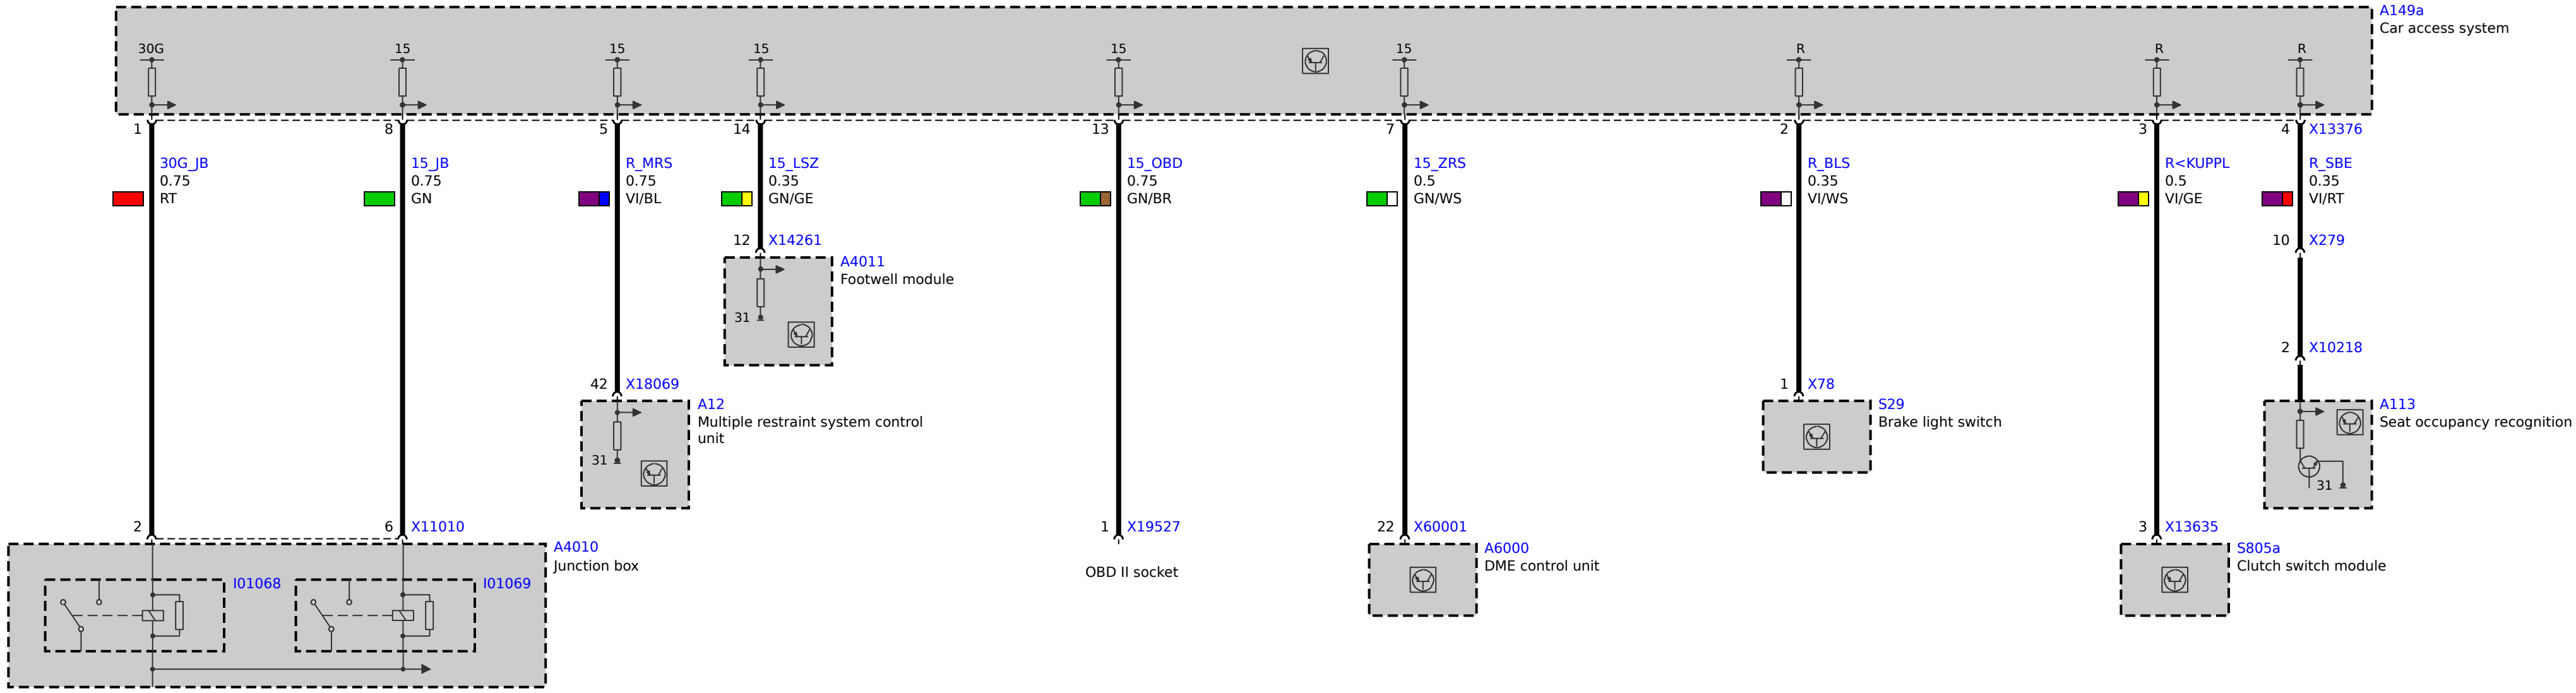 A149a
Car access system
30G
15
15
15
15
15
R
R
R
1
8
5
14
13
7
2
3
4
X13376
30G_JB
0.75
RT
15_JB
0.75
GN
R_MRS
0.75
VI/BL
15_LSZ
0.35
GN/GE
15_OBD
0.75
GN/BR
15_ZRS
0.5
GN/WS
R_BLS
0.35
VI/WS
R<KUPPL
0.5
VI/GE
R_SBE
0.35
VI/RT
12
X14261
10
X279
A4011
Footwell module
31
2
X10218
42
X18069
1
X78
A12
Multiple restraint system control
unit
31
S29
Brake light switch
A113
Seat occupancy recognition
31
2
6
X11010
1
X19527
22
X60001
3
X13635
A4010
Junction box
OBD II socket
A6000
DME control unit
S805a
Clutch switch module
I01068
I01069